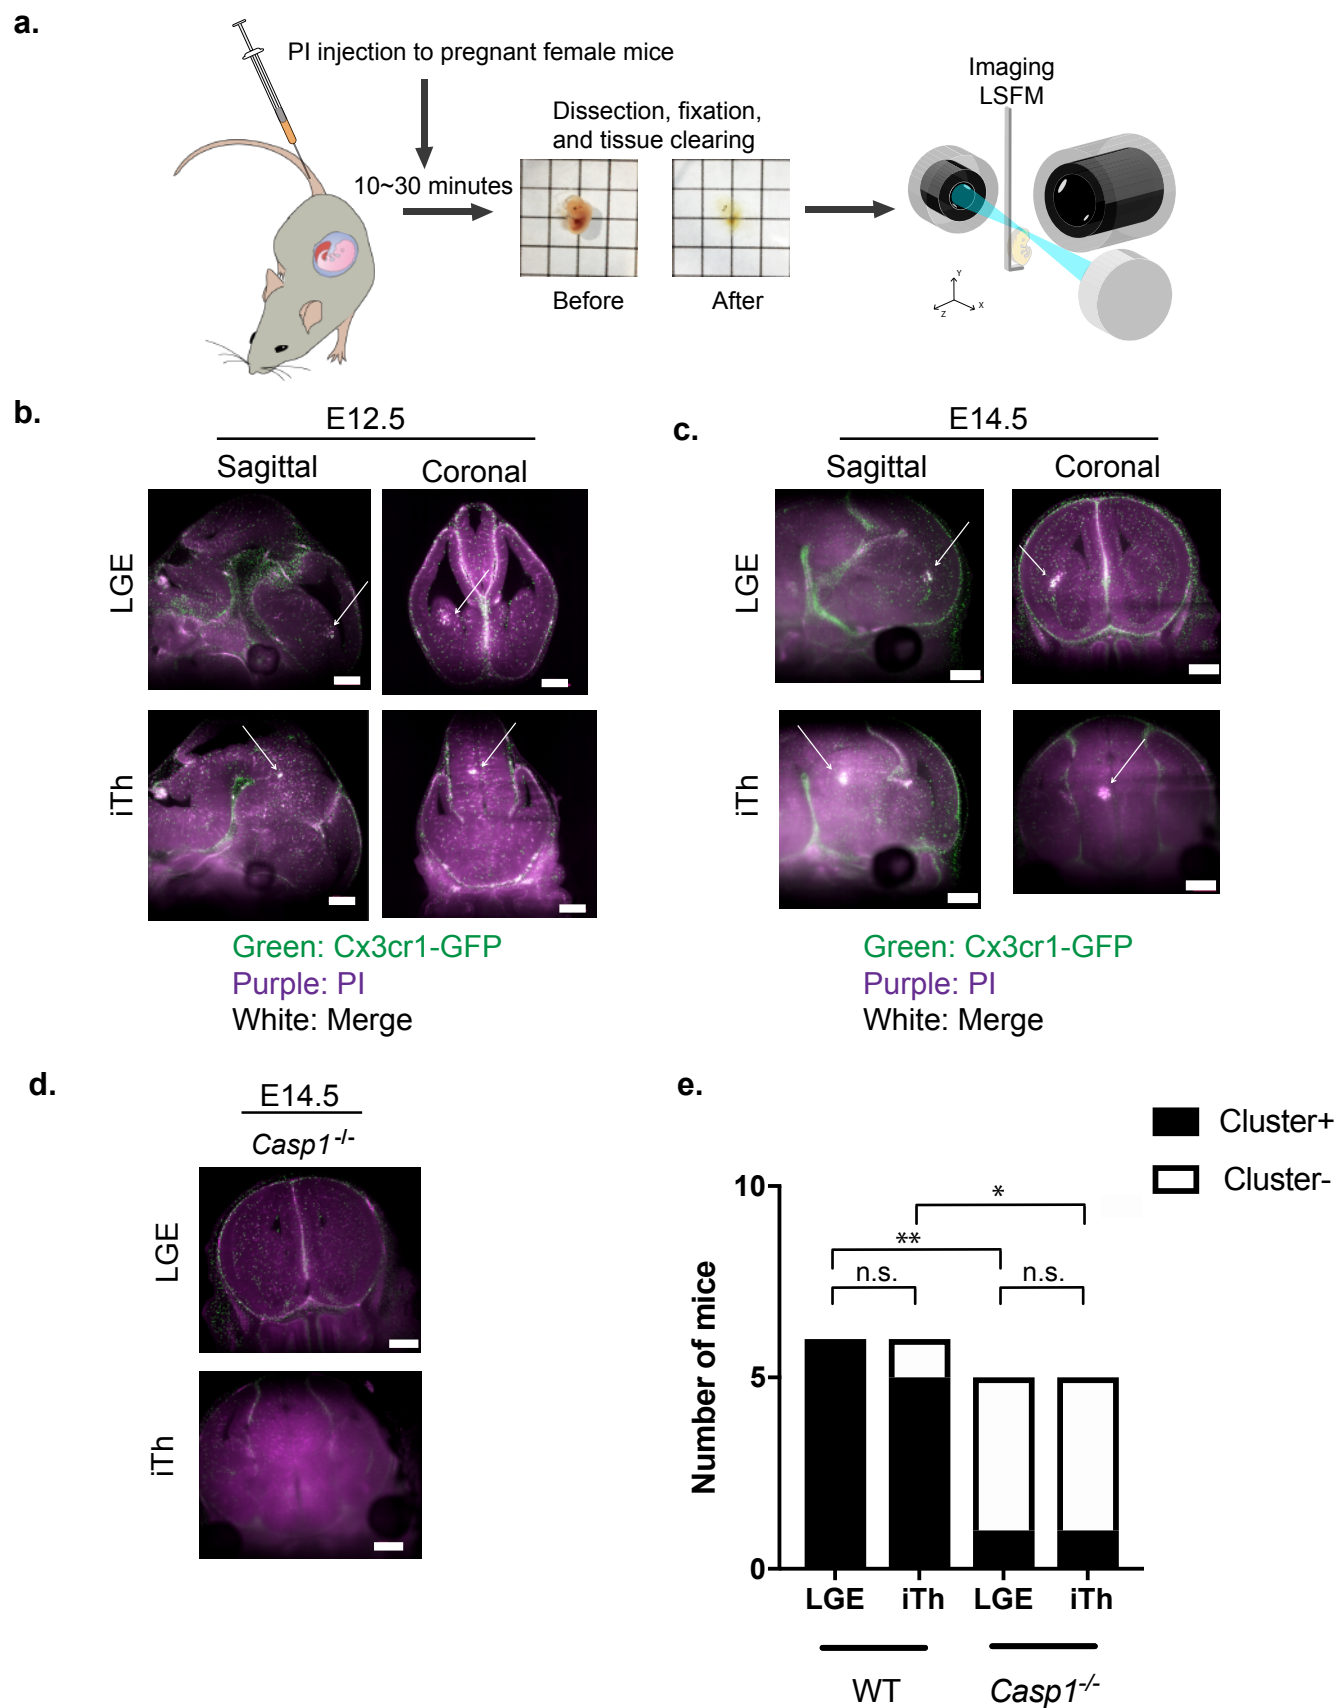 a.
PI injection to pregnant female mice
10~30 minutes
Dissection, fixation,
and tissue clearing
Before
After
Imaging
LSFM
Y
Z
X
b.
E12.5
Sagittal
Coronal
LGE
iTh
Green: Cx3cr1-GFP
Purple: PI
White: Merge
c.
E14.5
Sagittal
Coronal
LGE
iTh
Green: Cx3cr1-GFP
Purple: PI
White: Merge
d.
E14.5
Casp1-/-
LGE
iTh
e.
Cluster+
Cluster-
Number of mice
10
5
0
*
**
n.s.
n.s.
LGE
iTh
LGE
iTh
WT
Casp1-/-